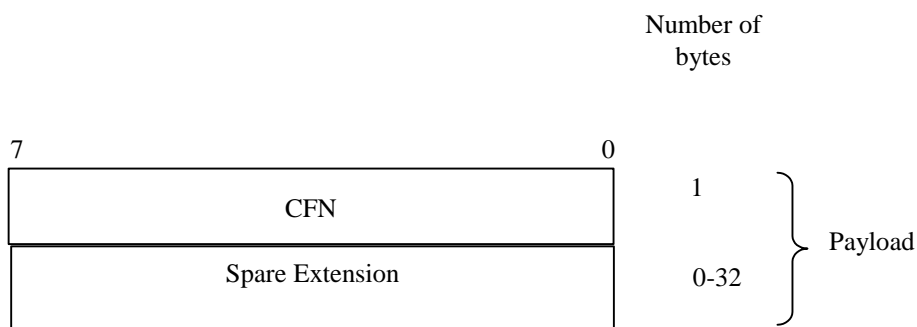 Number of
bytes
7 0
CFN 1
Payload
Spare Extension 0-32